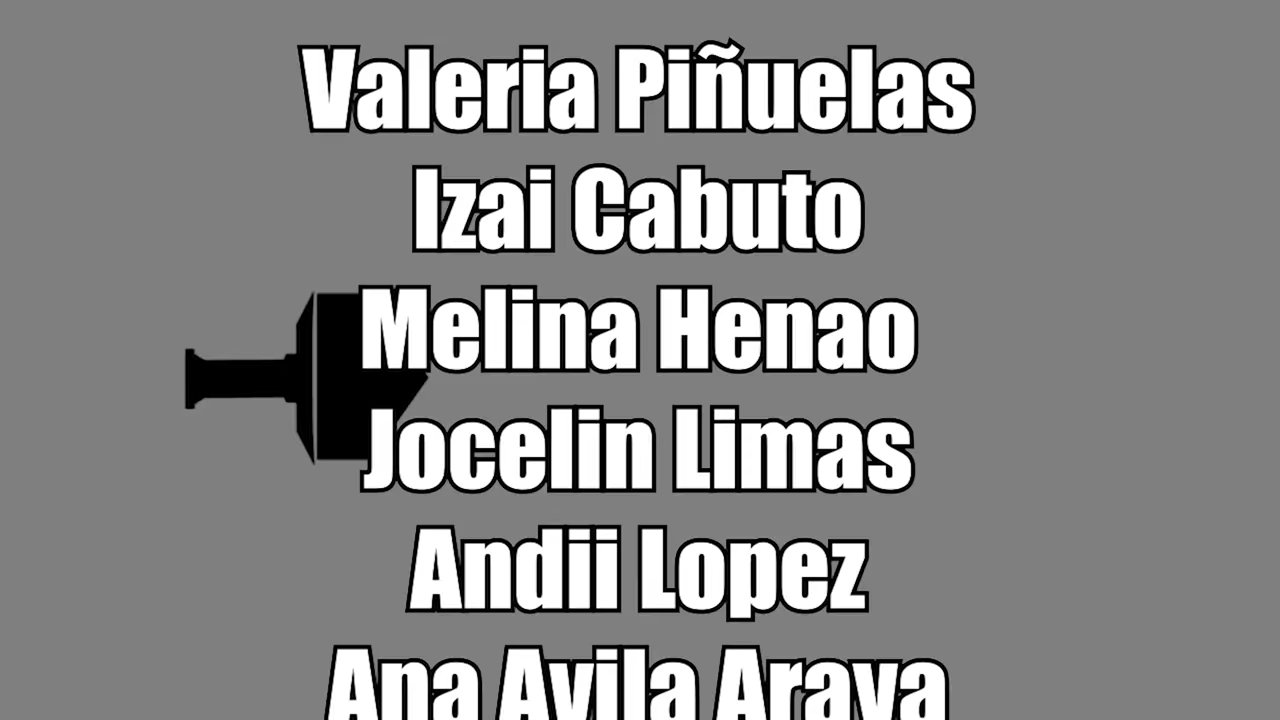 Valeria Piñuelas
Izai Cabuto
Melina Henao
Jocelin Limas
Andii Lopez
Ana Avila Araya